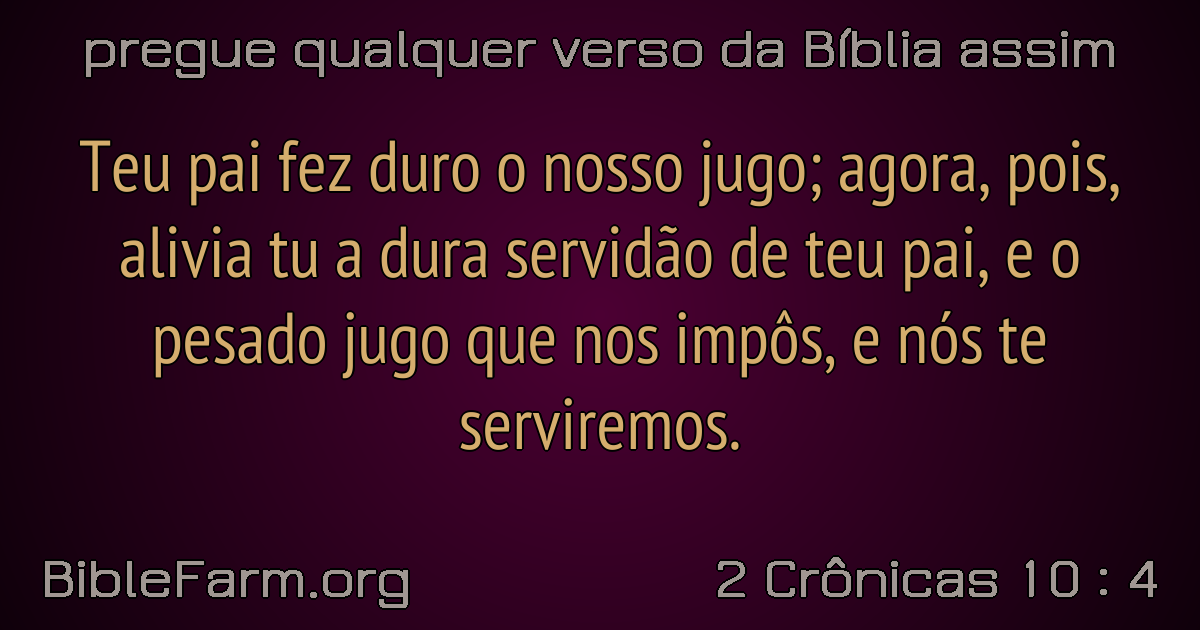 pregue qualquer verso da Bíblia assim
Teu pai fez duro o nosso jugo; agora, pois,
alivia tu a dura servidão de teu pai, e o
pesado jugo que nos impôs, e nós te
serviremos.
BibleFarm.org
2 Crônicas 10 : 4